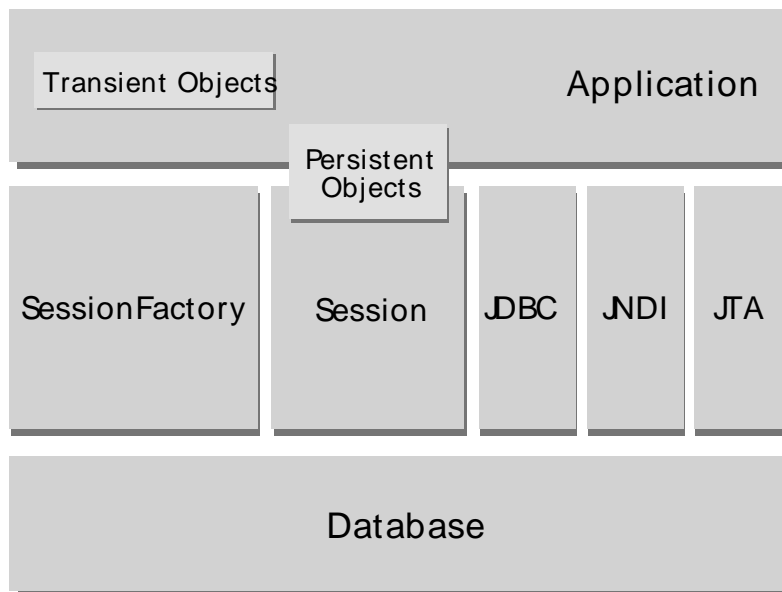 Transient Objects
Application
Persistent
Objects
SessionFactory
Session
JDBC
JNDI
JTA
Database